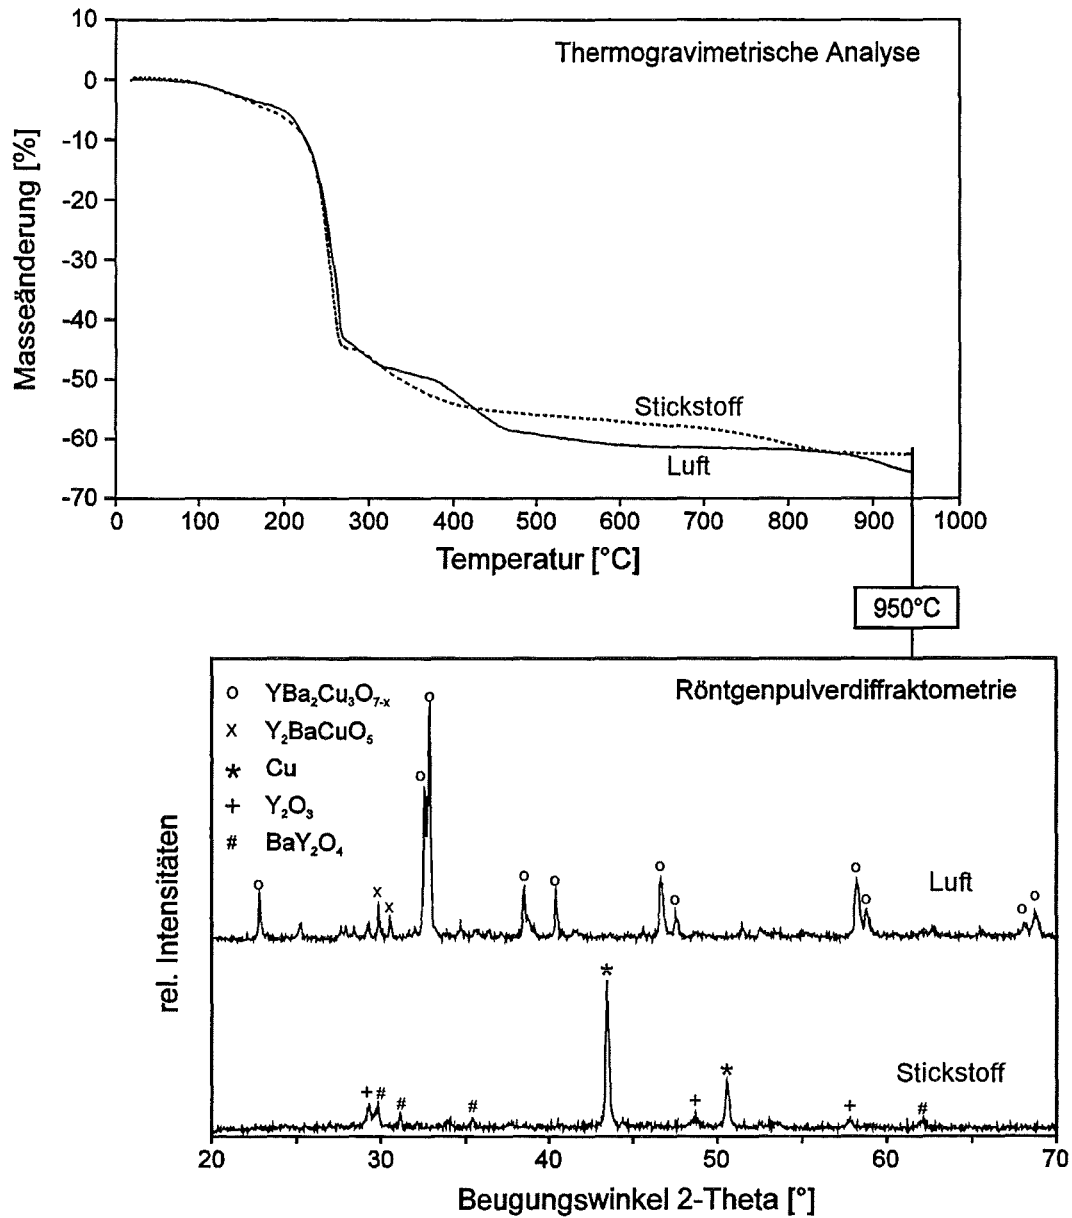 Thermogravimetrische Analyse
Masseänderung [%]
10
0
-10
-20
-30
-40
-50
-60
-70
Stickstoff
Luft
0 100 200 300 400 500 600 700 800 900 1000
Temperatur [°C]
950°C
Röntgenpulverdiffraktometrie
o YBa₂Cu₃O₇₋ₓ
x Y₂BaCuO₅
* Cu
+ Y₂O₃
# BaY₂O₄
rel. Intensitäten
o o o x x o o o o o o o o
Luft
* *
Stickstoff
+ # # # + + #
20 30 40 50 60 70
Beugungswinkel 2-Theta [°]